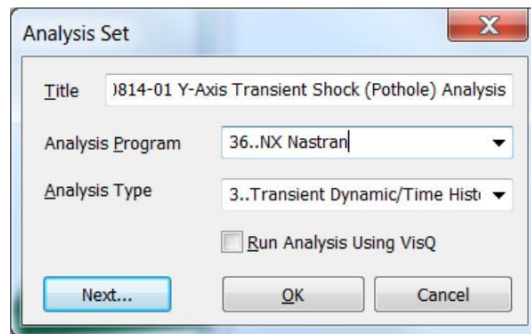 Analysis Set
Title )814-01 Y-Axis Transient Shock (Pothole) Analysis
Analysis Program 36..NX Nastran
Analysis Type 3..Transient Dynamic/Time Hist
Run Analysis Using VisQ
Next... OK Cancel